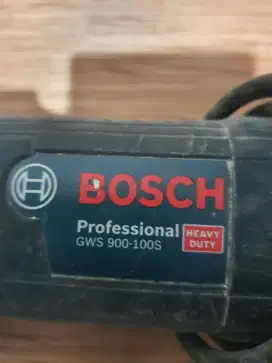 BOSCH
Professional
GWS 900-100S
HEAVY
DUTY